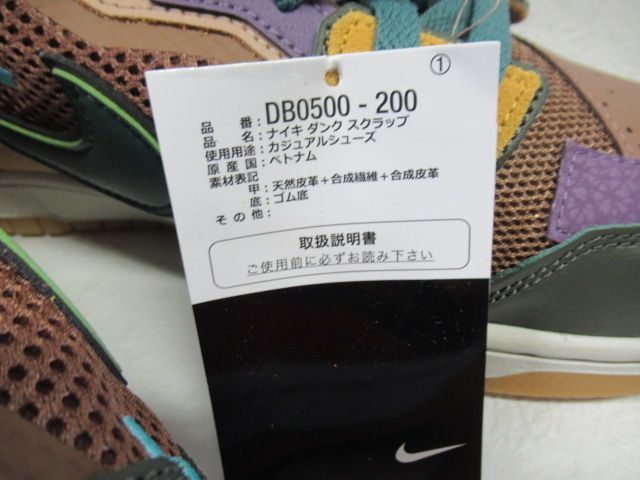 ①
品番：DB0500 - 200
品名：ナイキ ダンク スクラップ
使用用途：カジュアルシューズ
原産国：ベトナム
素材表記
甲：天然皮革＋合成繊維＋合成皮革
底：ゴム底
その他：
取扱説明書
ご使用前に必ずお読み下さい